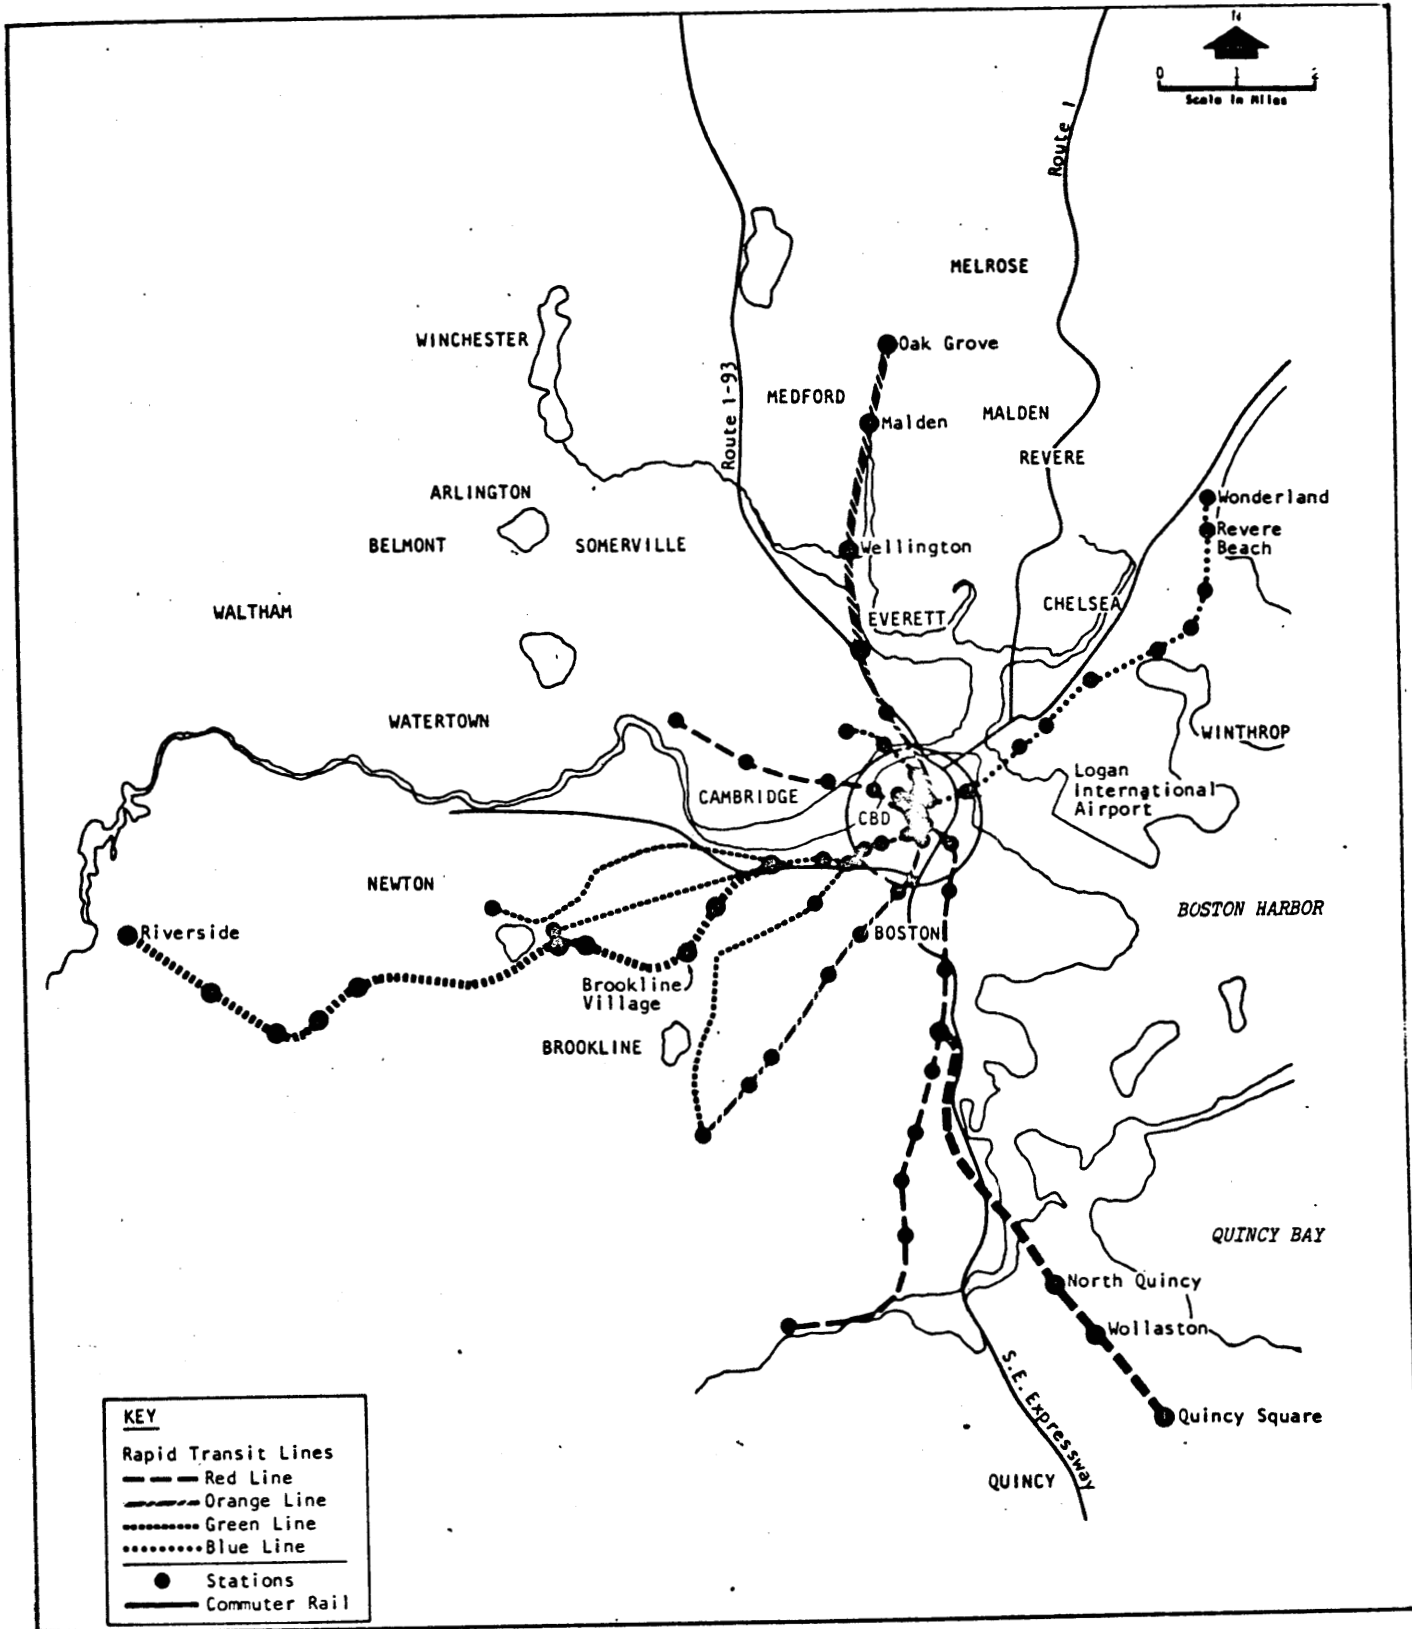 N
0 1 2
Scale in Miles
Route 1
MELROSE
WINCHESTER
Oak Grove
Route I-93
MEDFORD
Malden
MALDEN
REVERE
ARLINGTON
Wonderland
Revere
Beach
BELMONT
SOMERVILLE
Wellington
WALTHAM
EVERETT
CHELSEA
WATERTOWN
WINTHROP
Logan
International
Airport
CAMBRIDGE
CBD
NEWTON
BOSTON HARBOR
Riverside
BOSTON
Brookline
Village
BROOKLINE
QUINCY BAY
North Quincy
Wollaston
S.E. Expressway
Quincy Square
QUINCY
KEY
Rapid Transit Lines
Red Line
Orange Line
Green Line
Blue Line
Stations
Commuter Rail